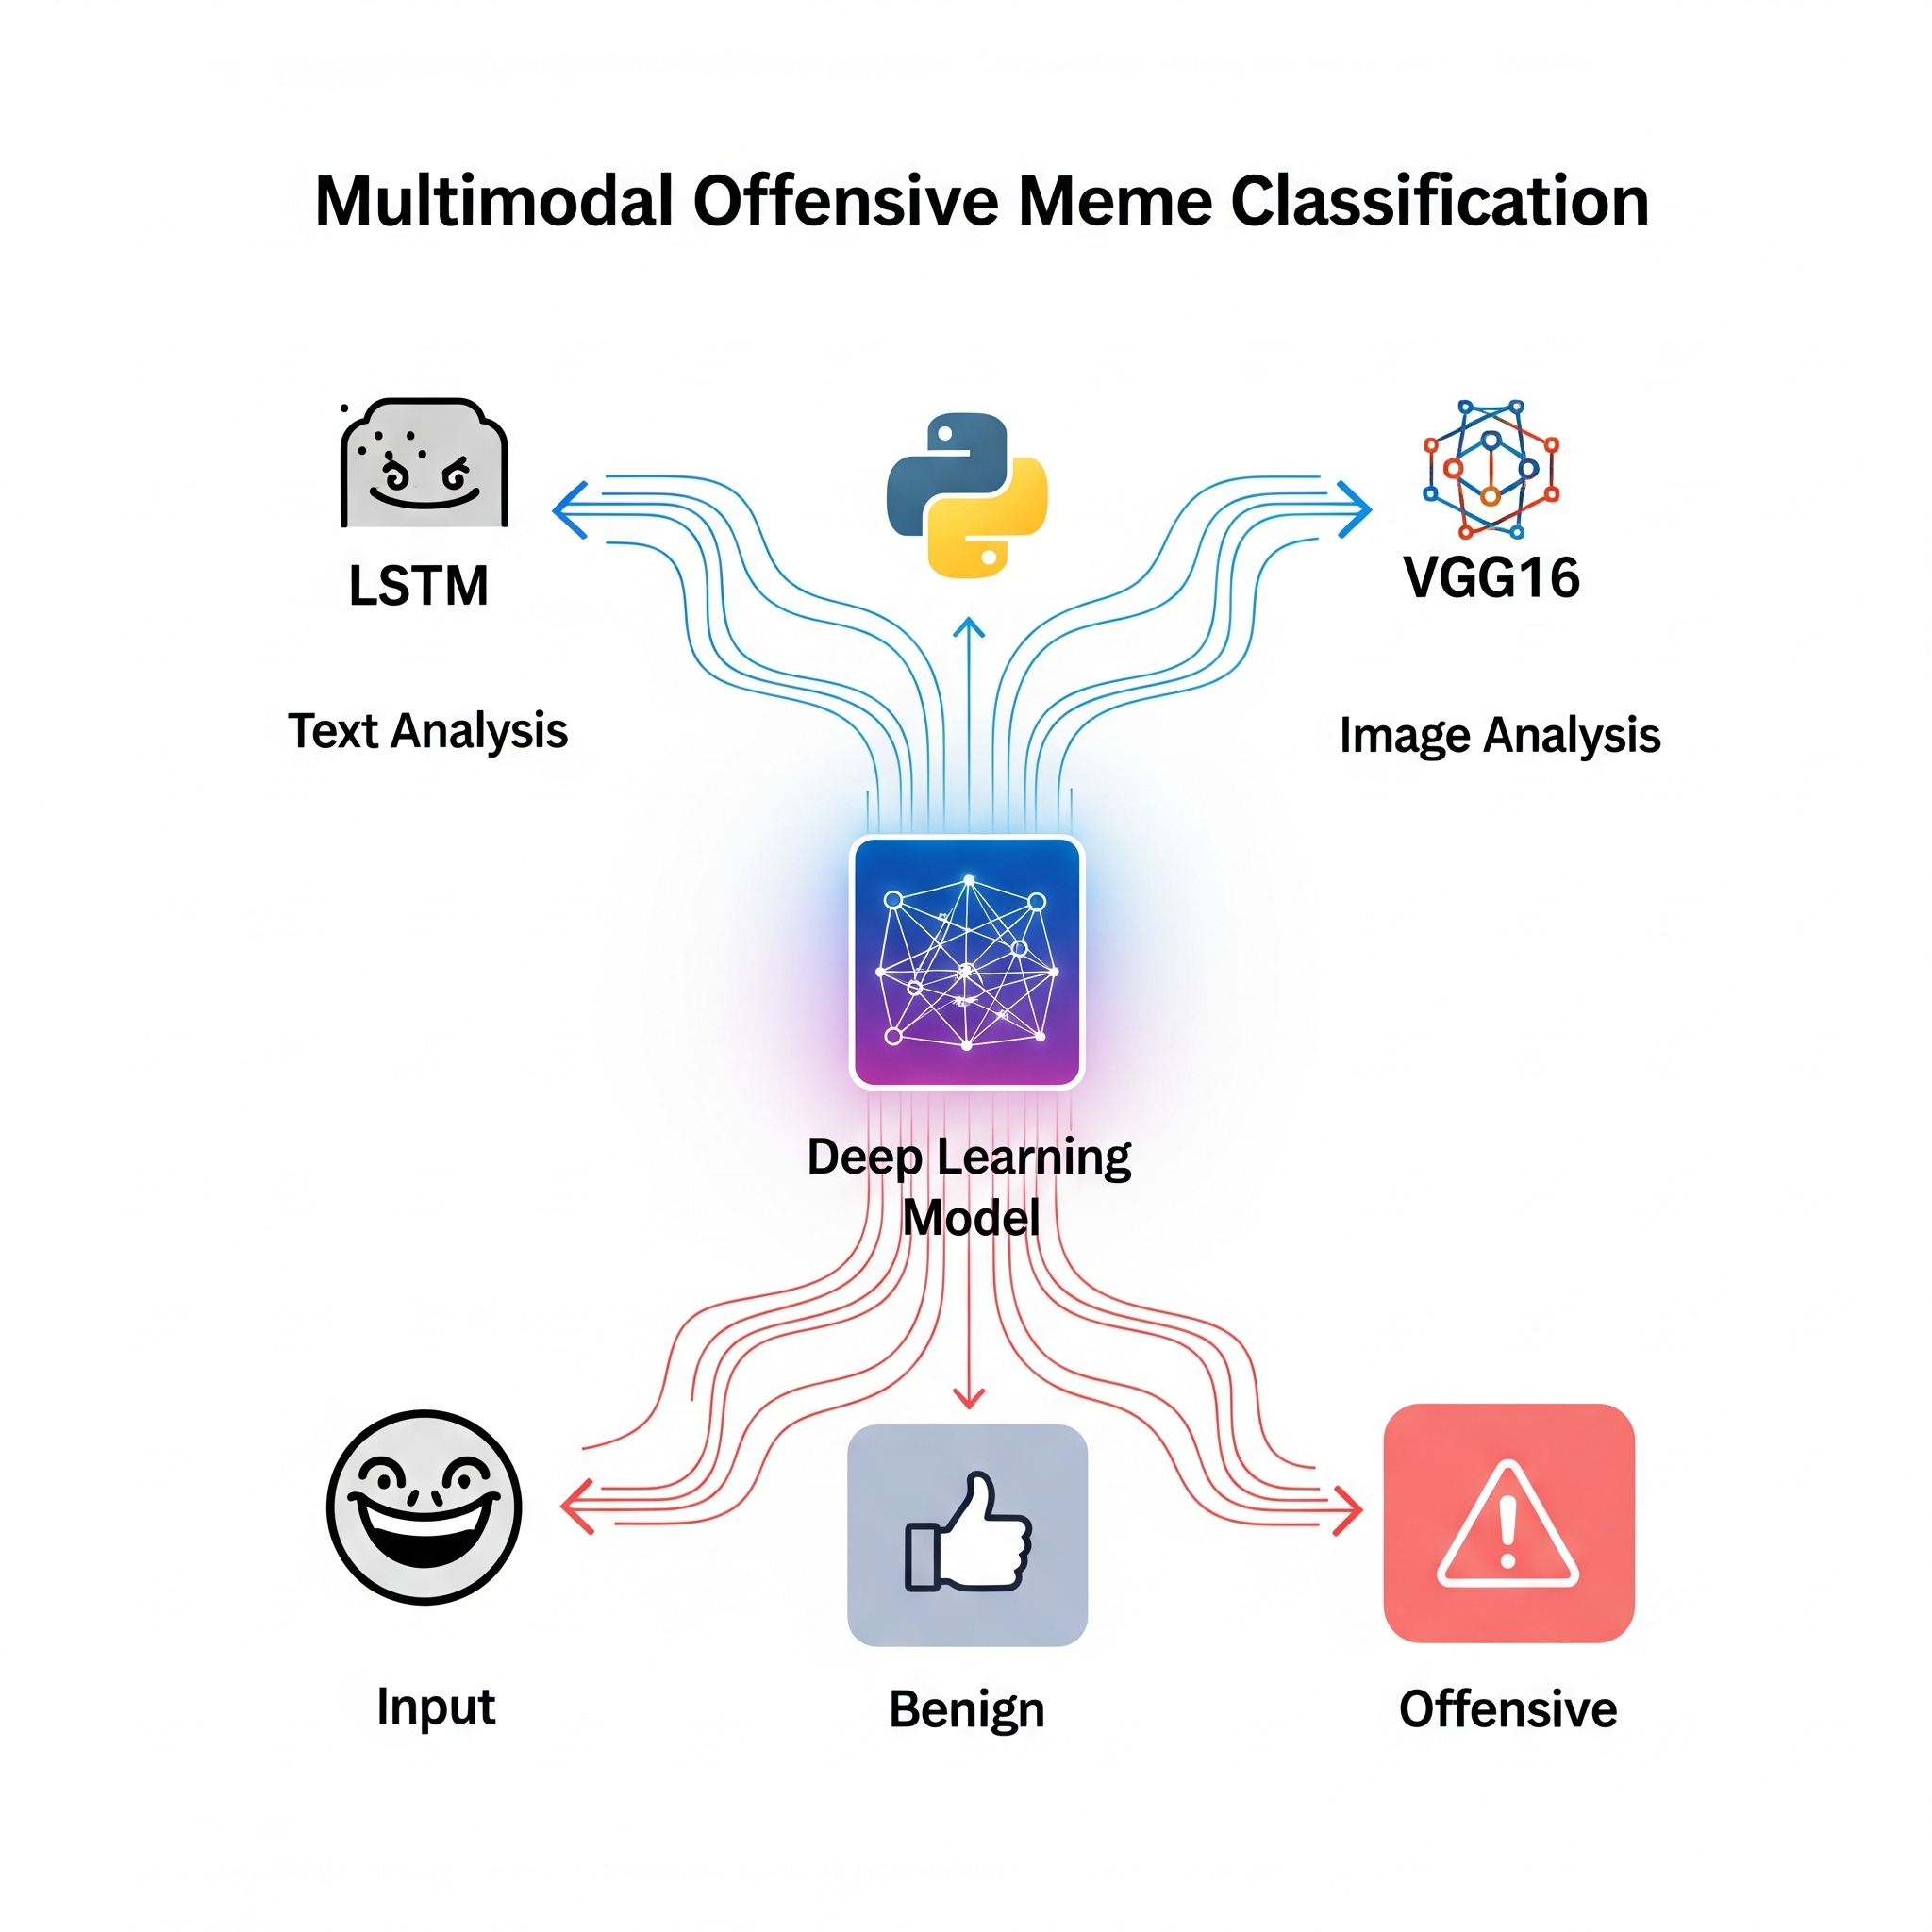 Multimodal Offensive Meme Classification
LSTM
VGG16
Text Analysis
Image Analysis
Deep Learning
Model
Input
Benign
Offensive